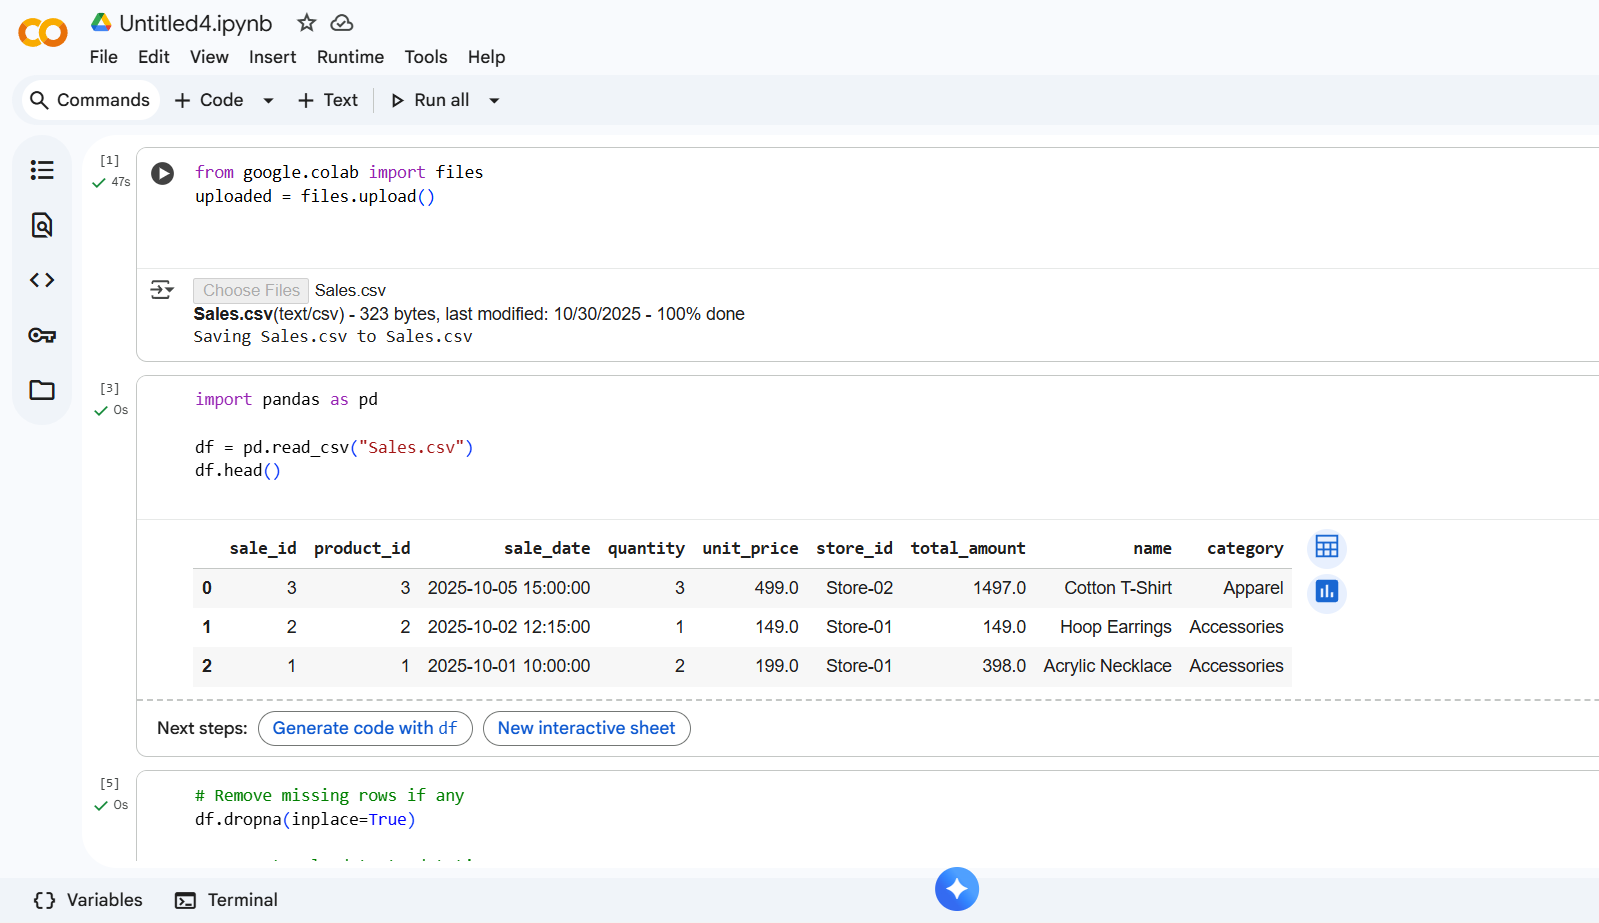 Untitled4.ipynb
File Edit View Insert Runtime Tools Help
Commands + Code + Text Run all
[1]
47s
from google.colab import files
uploaded = files.upload()
Choose Files Sales.csv
Sales.csv(text/csv) - 323 bytes, last modified: 10/30/2025 - 100% done
Saving Sales.csv to Sales.csv
[3]
0s
import pandas as pd
df = pd.read_csv("Sales.csv")
df.head()
sale_id product_id sale_date quantity unit_price store_id total_amount name category
0 3 3 2025-10-05 15:00:00 3 499.0 Store-02 1497.0 Cotton T-Shirt Apparel
1 2 2 2025-10-02 12:15:00 1 149.0 Store-01 149.0 Hoop Earrings Accessories
2 1 1 2025-10-01 10:00:00 2 199.0 Store-01 398.0 Acrylic Necklace Accessories
Next steps: Generate code with df New interactive sheet
[5]
0s
# Remove missing rows if any
df.dropna(inplace=True)
Variables Terminal